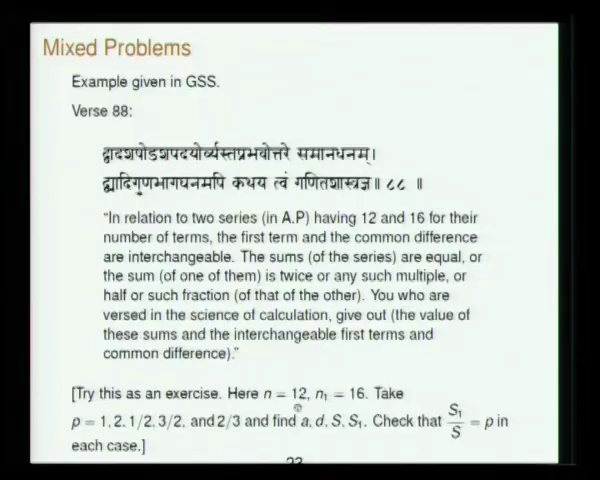 Mixed Problems
Example given in GSS.
Verse 88:
द्वादशषोडशपदयोर्व्यस्तप्रभवोत्तरे समानधनम्।
द्व्यादिगुणभागधनमपि कथय त्वं गणितशास्त्रज्ञ॥ ८८ ॥
"In relation to two series (in A.P) having 12 and 16 for their
number of terms, the first term and the common difference
are interchangeable. The sums (of the series) are equal, or
the sum (of one of them) is twice or any such multiple, or
half or such fraction (of that of the other). You who are
versed in the science of calculation, give out (the value of
these sums and the interchangeable first terms and
common difference)."
[Try this as an exercise. Here n = 12, n₁ = 16. Take
p = 1, 2, 1/2, 3/2, and 2/3 and find a, d, S, S₁. Check that S₁/S = p in
each case.]